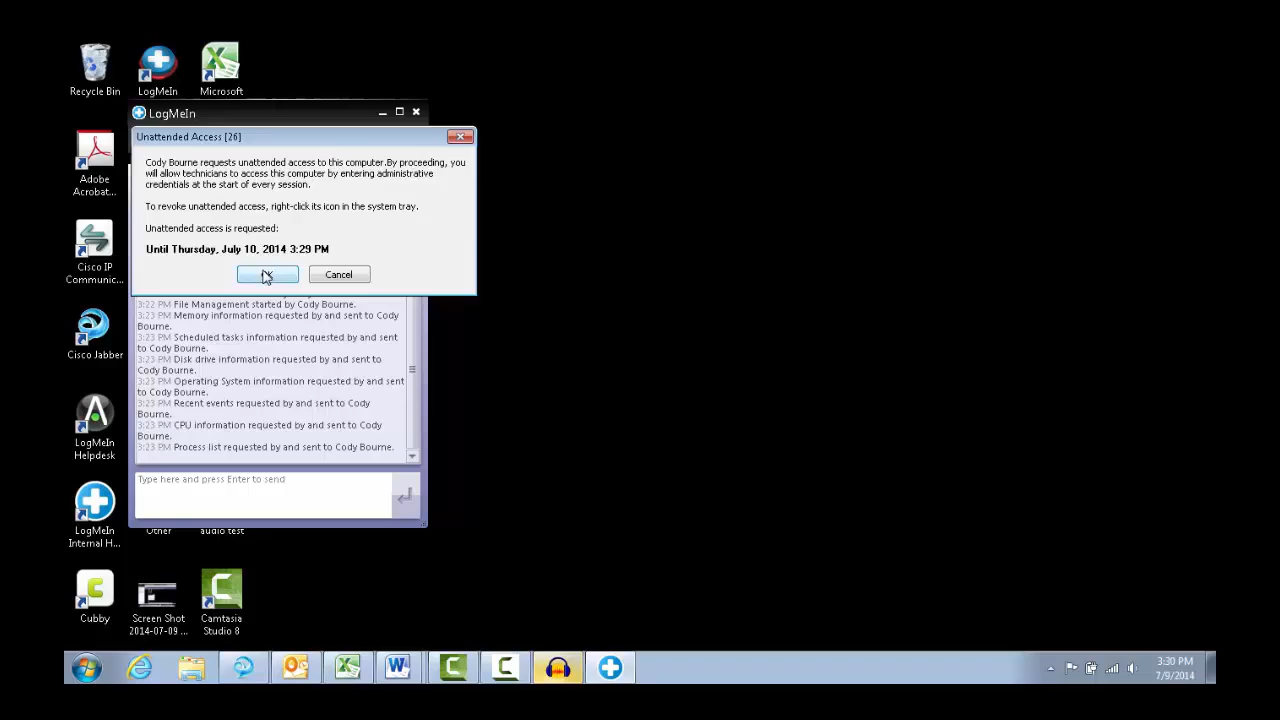 Recycle Bin
LogMeIn
Microsoft
LogMeIn
Unattended Access [26]
Cody Bourne requests unattended access to this computer.By proceeding, you
will allow technicians to access this computer by entering administrative
credentials at the start of every session.
To revoke unattended access, right-click its icon in the system tray.
Unattended access is requested:
Until Thursday, July 10, 2014 3:29 PM
Cancel
3:22 PM File Management started by Cody Bourne.
3:23 PM Memory information requested by and sent to Cody
Bourne.
3:23 PM Scheduled tasks information requested by and sent
to Cody Bourne.
3:23 PM Disk drive information requested by and sent to
Cody Bourne.
3:23 PM Operating System information requested by and sent
to Cody Bourne.
3:23 PM Recent events requested by and sent to Cody
Bourne.
3:23 PM CPU information requested by and sent to Cody
Bourne.
3:23 PM Process list requested by and sent to Cody Bourne.
Type here and press Enter to send
Adobe
Acrobat...
Cisco IP
Communic...
Cisco Jabber
LogMeIn
Helpdesk
LogMeIn
Internal H...
Other
audio test
Cubby
Screen Shot
2014-07-09 ...
Camtasia
Studio 8
3:30 PM
7/9/2014